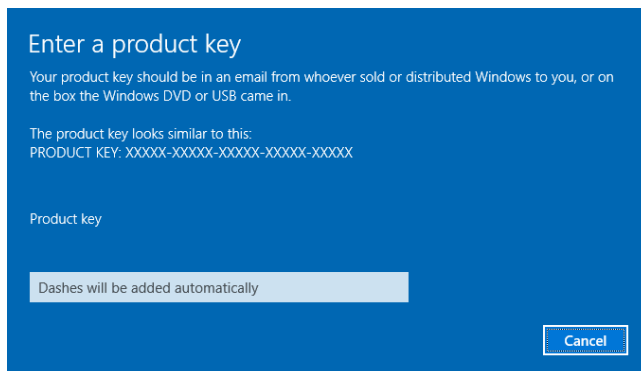 Enter a product key
Your product key should be in an email from whoever sold or distributed Windows to you, or on
the box the Windows DVD or USB came in.
The product key looks similar to this:
PRODUCT KEY: XXXXX-XXXXX-XXXXX-XXXXX-XXXXX
Product key
Dashes will be added automatically
Cancel